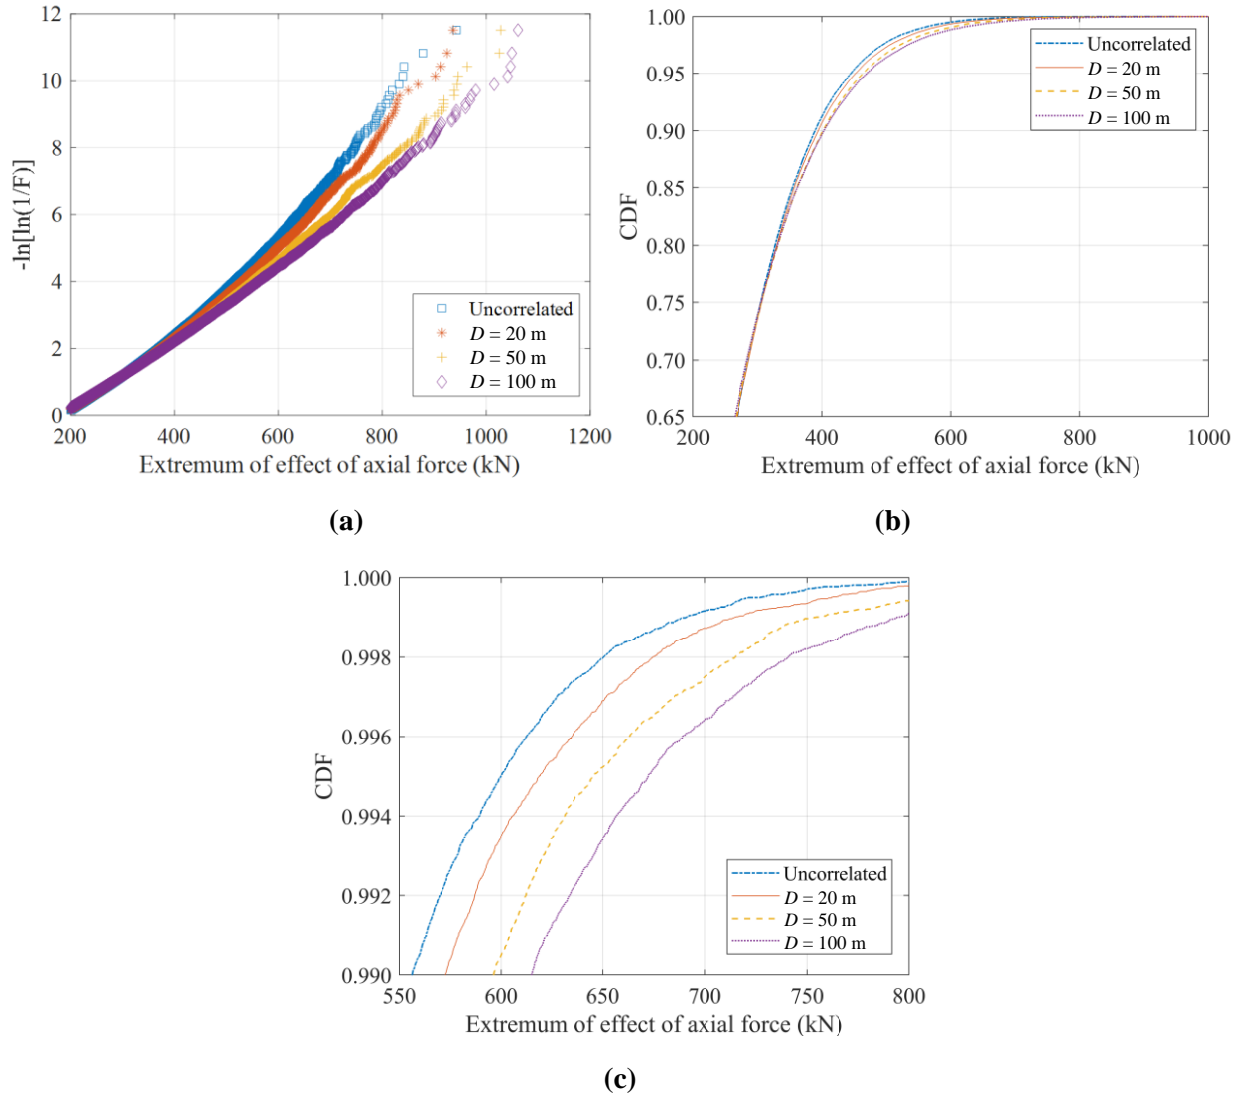 12
10
8
6
4
2
0
-ln[ln(1/F)]
200 400 600 800 1000 1200
Extremum of effect of axial force (kN)
Uncorrelated
D = 20 m
D = 50 m
D = 100 m
(a)
1.00
0.95
0.90
0.85
0.80
0.75
0.70
0.65
CDF
200 400 600 800 1000
Extremum of effect of axial force (kN)
Uncorrelated
D = 20 m
D = 50 m
D = 100 m
(b)
1.000
0.998
0.996
0.994
0.992
0.990
CDF
550 600 650 700 750 800
Extremum of effect of axial force (kN)
Uncorrelated
D = 20 m
D = 50 m
D = 100 m
(c)